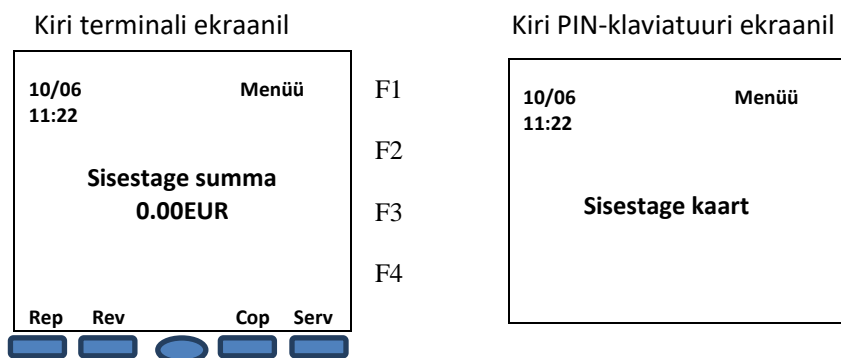 Kiri terminali ekraanil
10/06 Menüü
11:22
Sisestage summa
0.00EUR
Rep Rev Cop Serv
F1
F2
F3
F4
Kiri PIN-klaviatuuri ekraanil
10/06 Menüü
11:22
Sisestage kaart